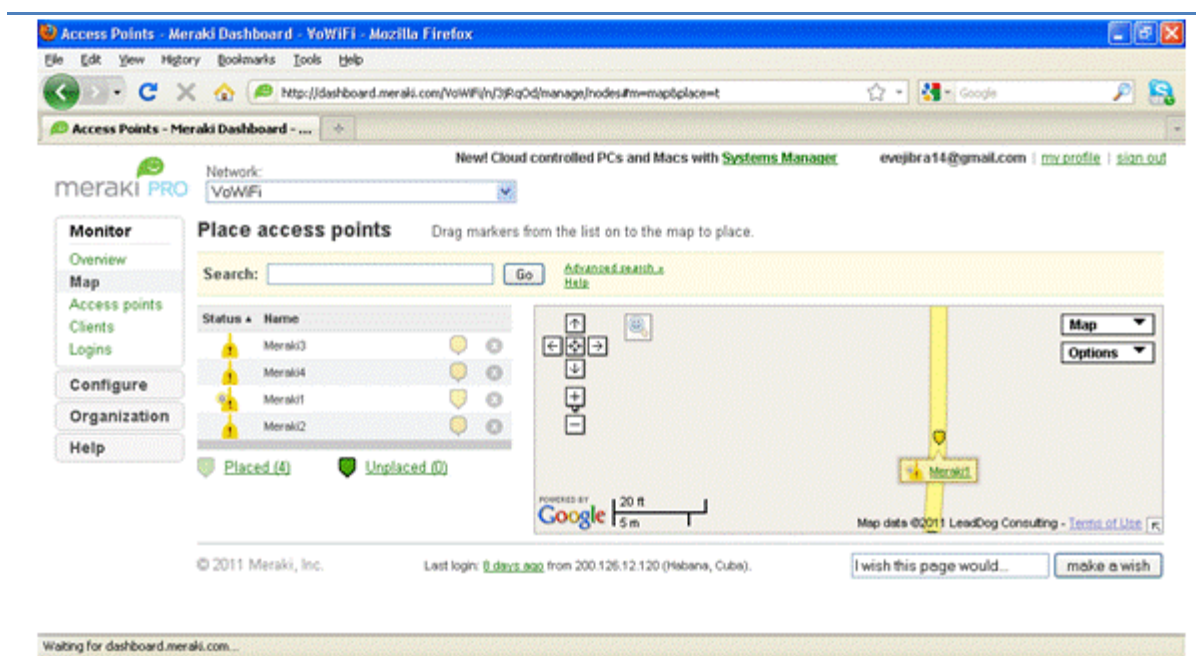 Access Points - Meraki Dashboard - VoWiFi - Mozilla Firefox
File Edit View History Bookmarks Tools Help
http://dashboard.meraki.com/VoWiFi/n/3jRqOd/manage/nodes#m=map&place=t
Google
Access Points - Meraki Dashboard - ....
New! Cloud controlled PCs and Macs with Systems Manager
evejibra14@gmail.com | my profile | sign out
meraki PRO
Network:
VoWiFi
Monitor
Overview
Map
Access points
Clients
Logins
Configure
Organization
Help
Place access points
Drag markers from the list on to the map to place.
Search:
Go
Advanced search »
Help
Status Name
Meraki3
Meraki4
Meraki1
Meraki2
Placed (4)
Unplaced (0)
Map
Options
Meraki1
POWERED BY
Google
20 ft
5 m
Map data ©2011 LeadDog Consulting - Terms of Use
© 2011 Meraki, Inc.
Last login: 8 days ago from 200.126.12.120 (Habana, Cuba).
I wish this page would...
make a wish
Waiting for dashboard.meraki.com...